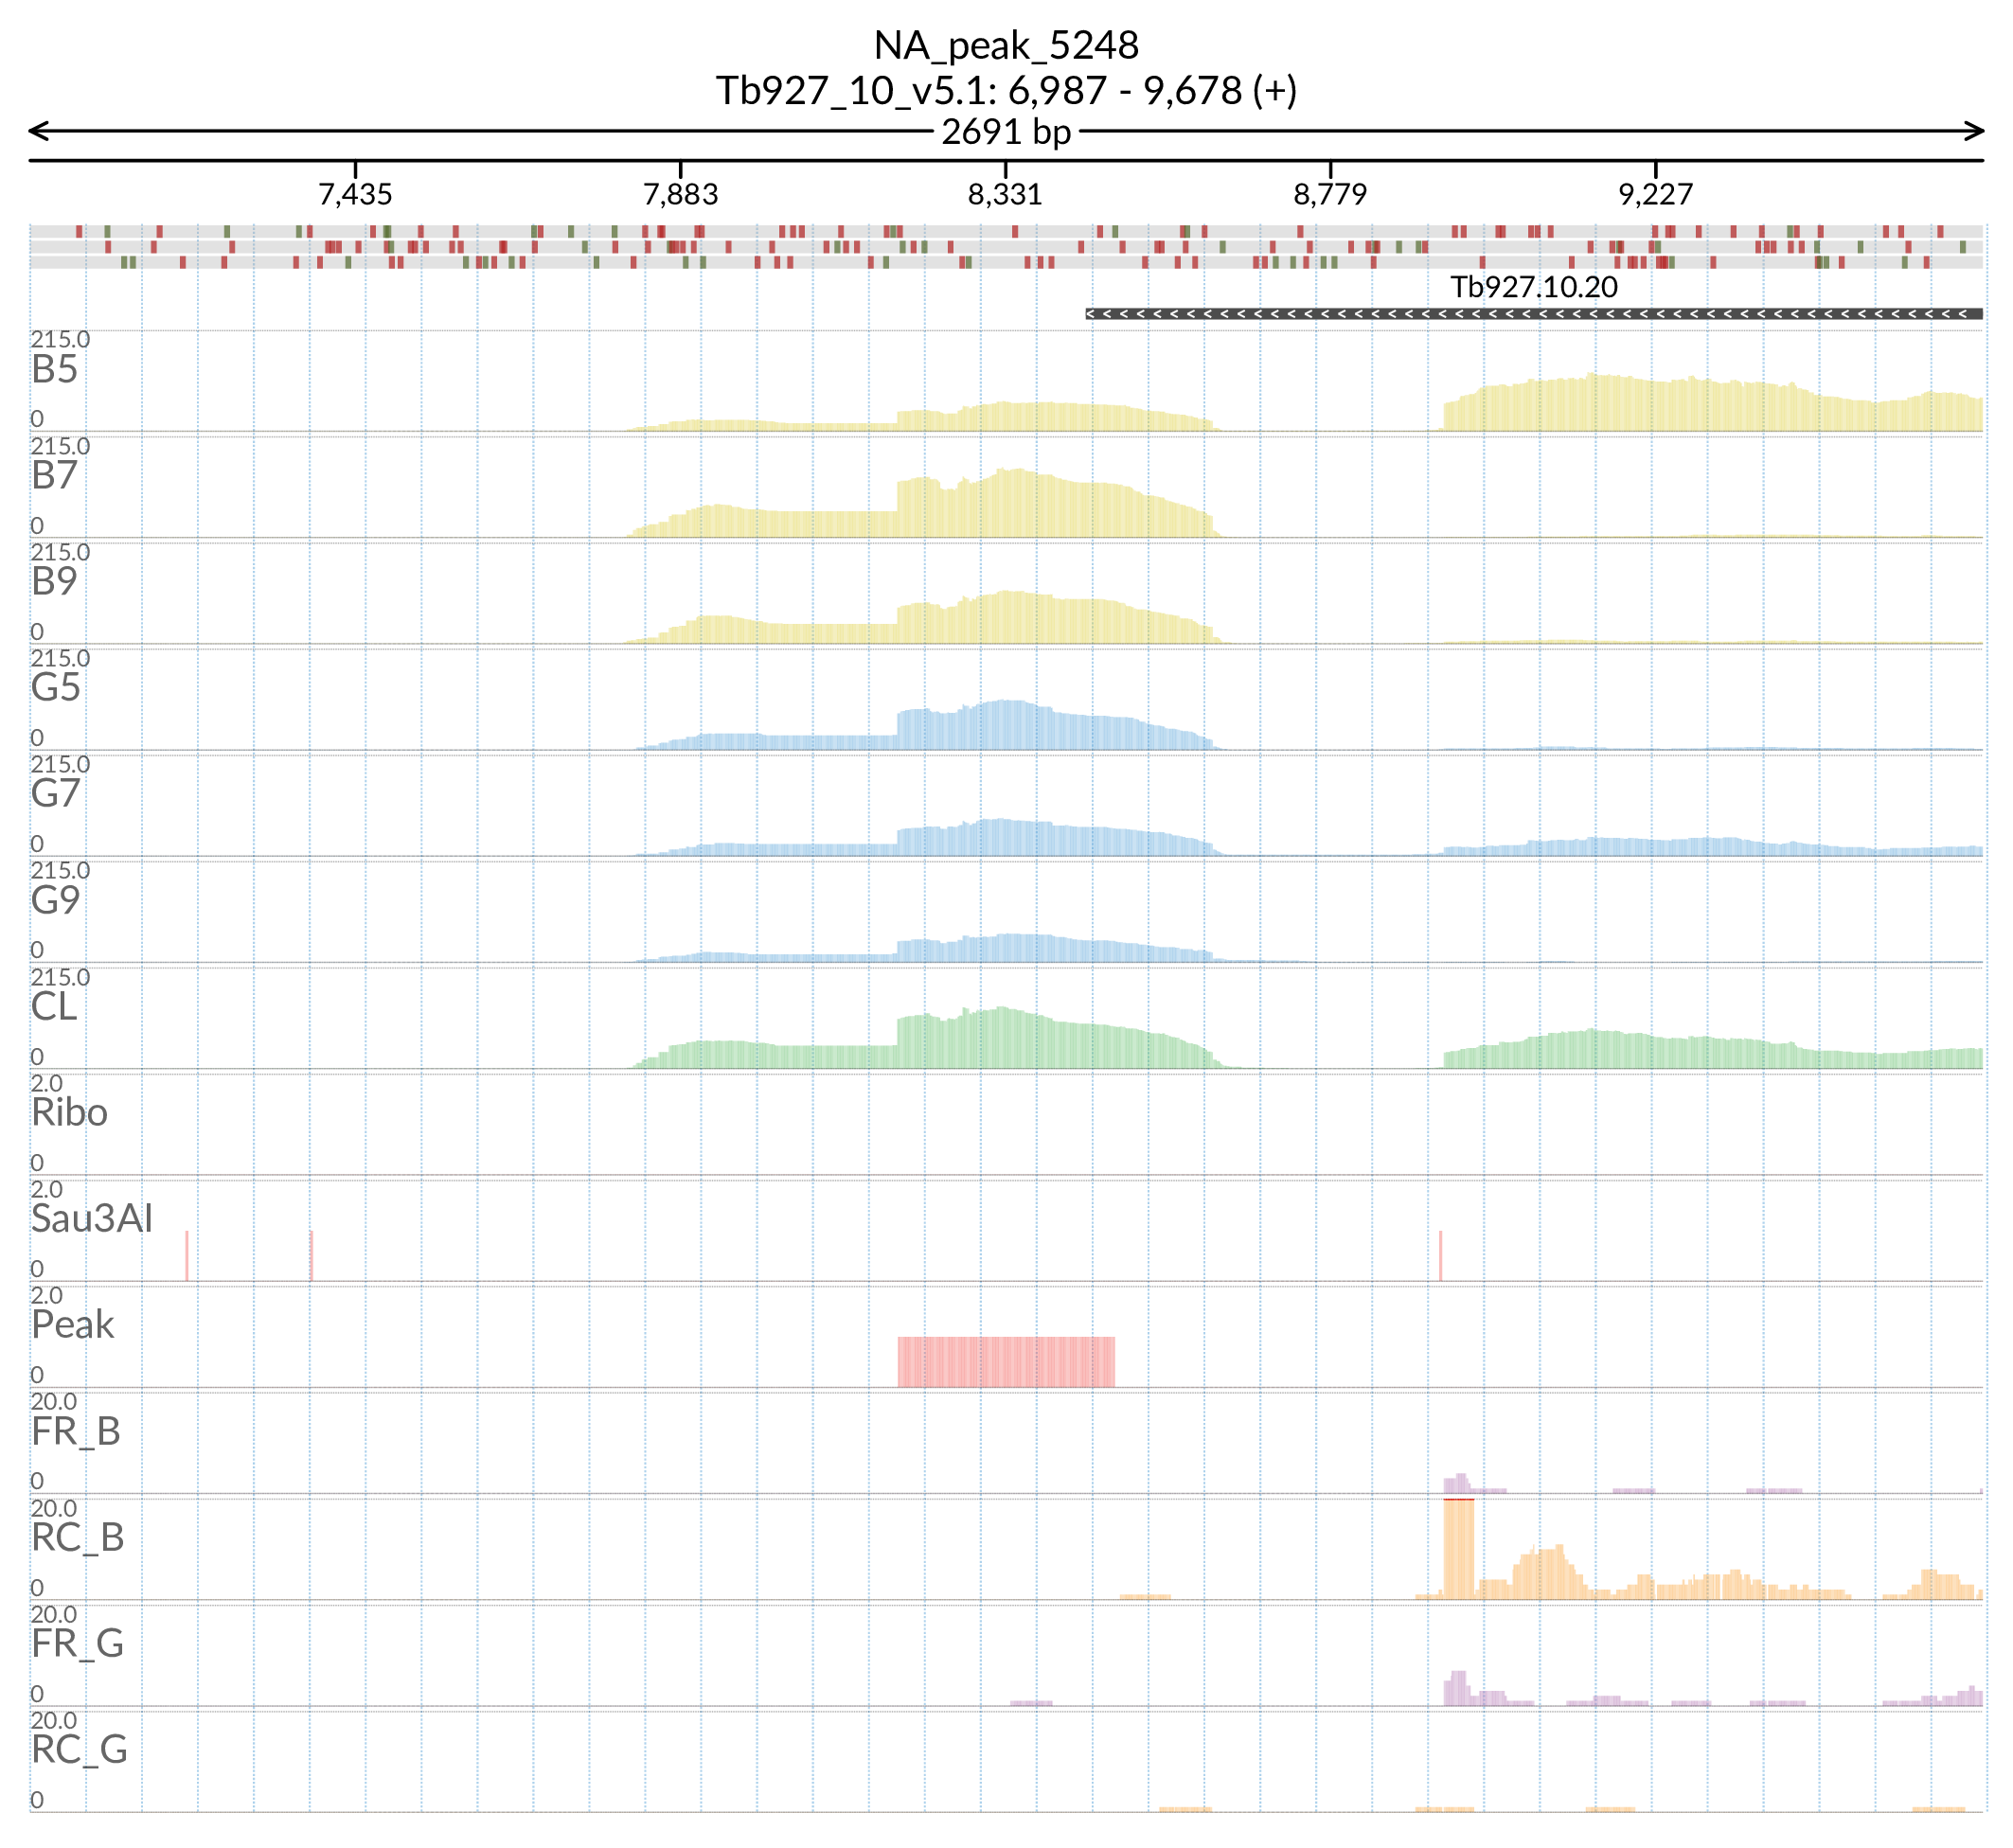 NA_peak_5248
Tb927_10_v5.1: 6,987 - 9,678 (+)
2691 bp
7,435 7,883 8,331 8,779 9,227
Tb927.10.20
215.0
B5
0
215.0
B7
0
215.0
B9
0
215.0
G5
0
215.0
G7
0
215.0
G9
0
215.0
CL
0
2.0
Ribo
0
2.0
Sau3AI
0
2.0
Peak
0
20.0
FR_B
0
20.0
RC_B
0
20.0
FR_G
0
20.0
RC_G
0